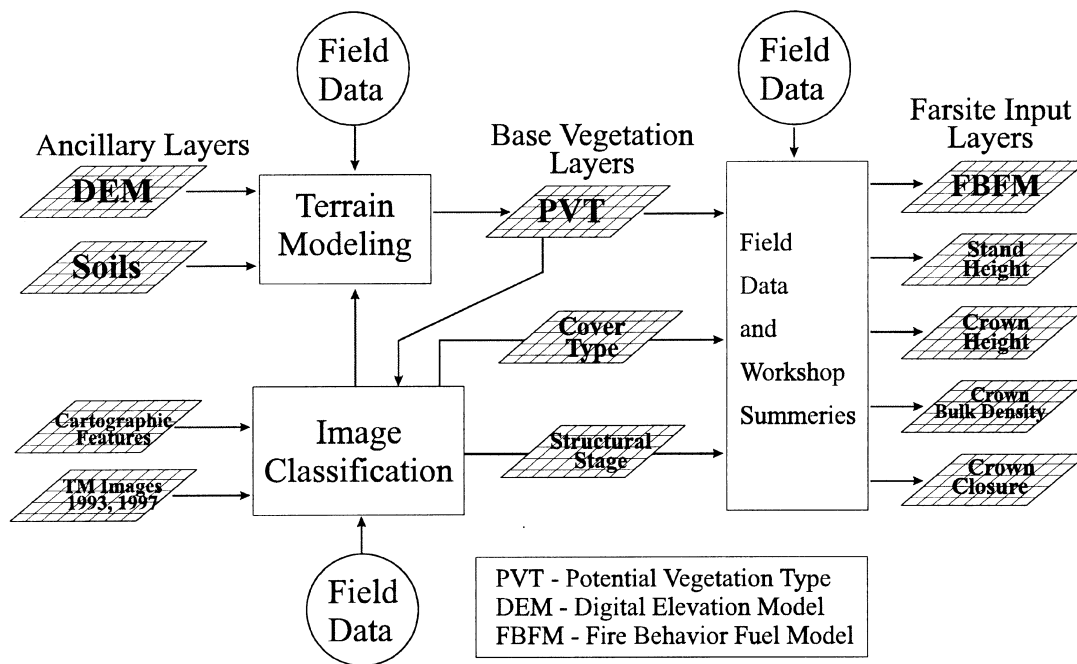 Field
Data
Field
Data
Ancillary Layers
Base Vegetation
Layers
Farsite Input
Layers
DEM
Soils
Terrain
Modeling
PVT
Cover
Type
Structural
Stage
Cartographic
Features
TM Images
1993, 1997
Image
Classification
Field
Data
Field
Data
and
Workshop
Summeries
FBFM
Stand
Height
Crown
Height
Crown
Bulk Density
Crown
Closure
PVT - Potential Vegetation Type
DEM - Digital Elevation Model
FBFM - Fire Behavior Fuel Model